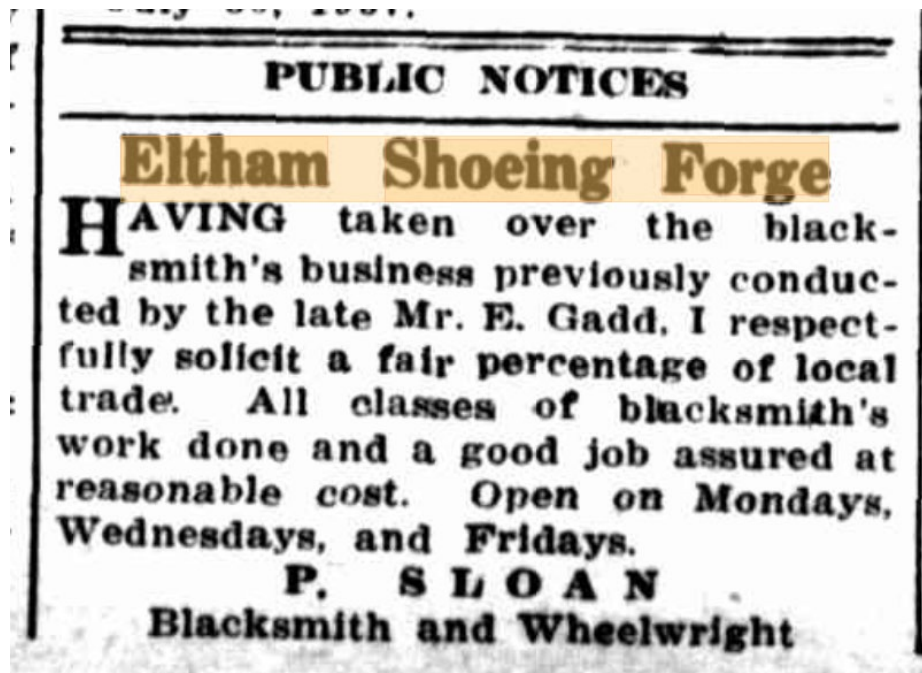 PUBLIC NOTICES
Eltham Shoeing Forge
HAVING taken over the black-
smith's business previously conduc-
ted by the late Mr. E. Gadd, I respect-
fully solicit a fair percentage of local
trade. All classes of blacksmith's
work done and a good job assured at
reasonable cost. Open on Mondays,
Wednesdays, and Fridays.
P. SLOAN
Blacksmith and Wheelwright